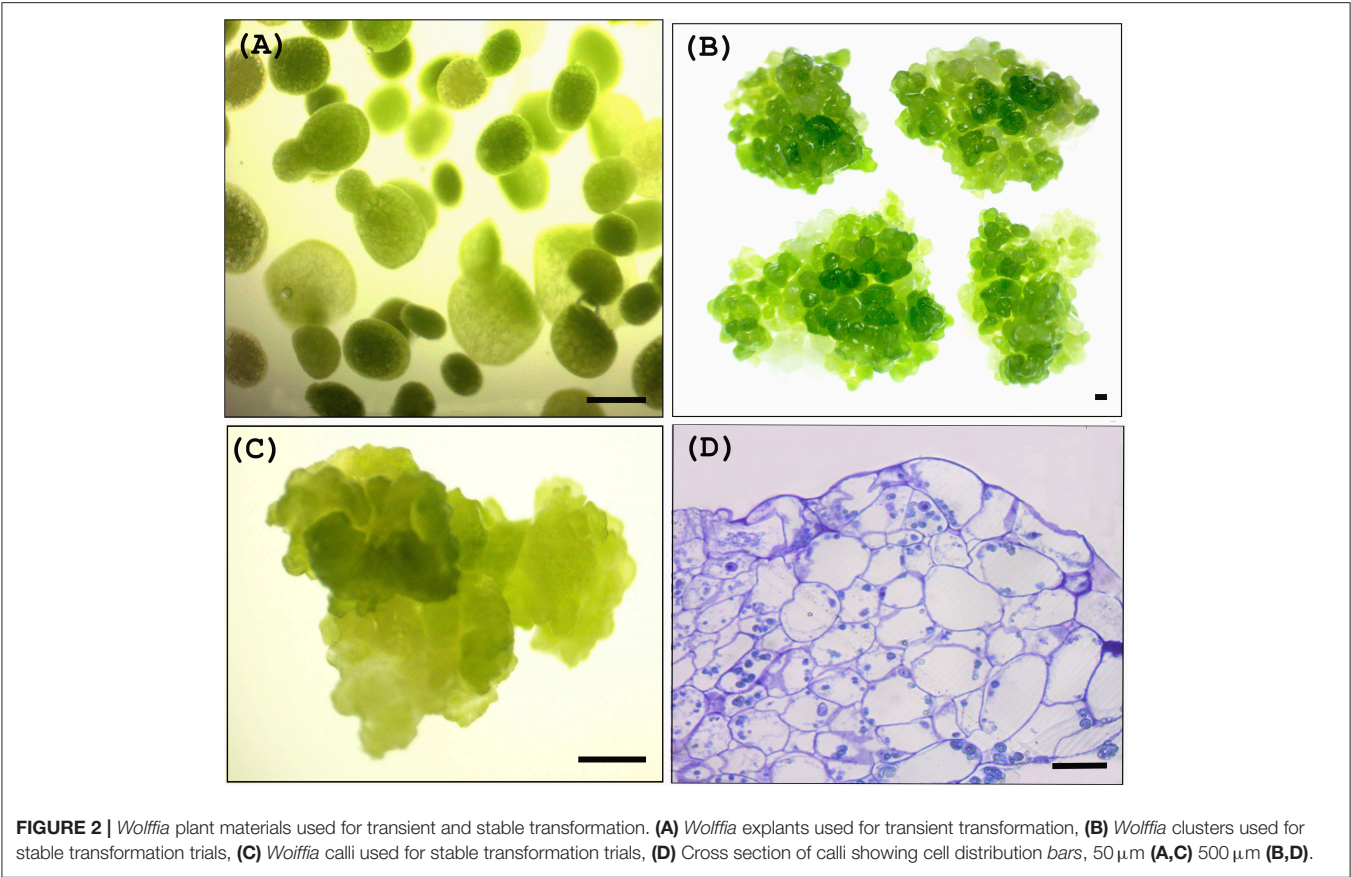 (A)
(B)
(C)
(D)
FIGURE 2 | Wolffia plant materials used for transient and stable transformation. (A) Wolffia explants used for transient transformation, (B) Wolffia clusters used for
stable transformation trials, (C) Woiffia calli used for stable transformation trials, (D) Cross section of calli showing cell distribution bars, 50 μm (A,C) 500 μm (B,D).